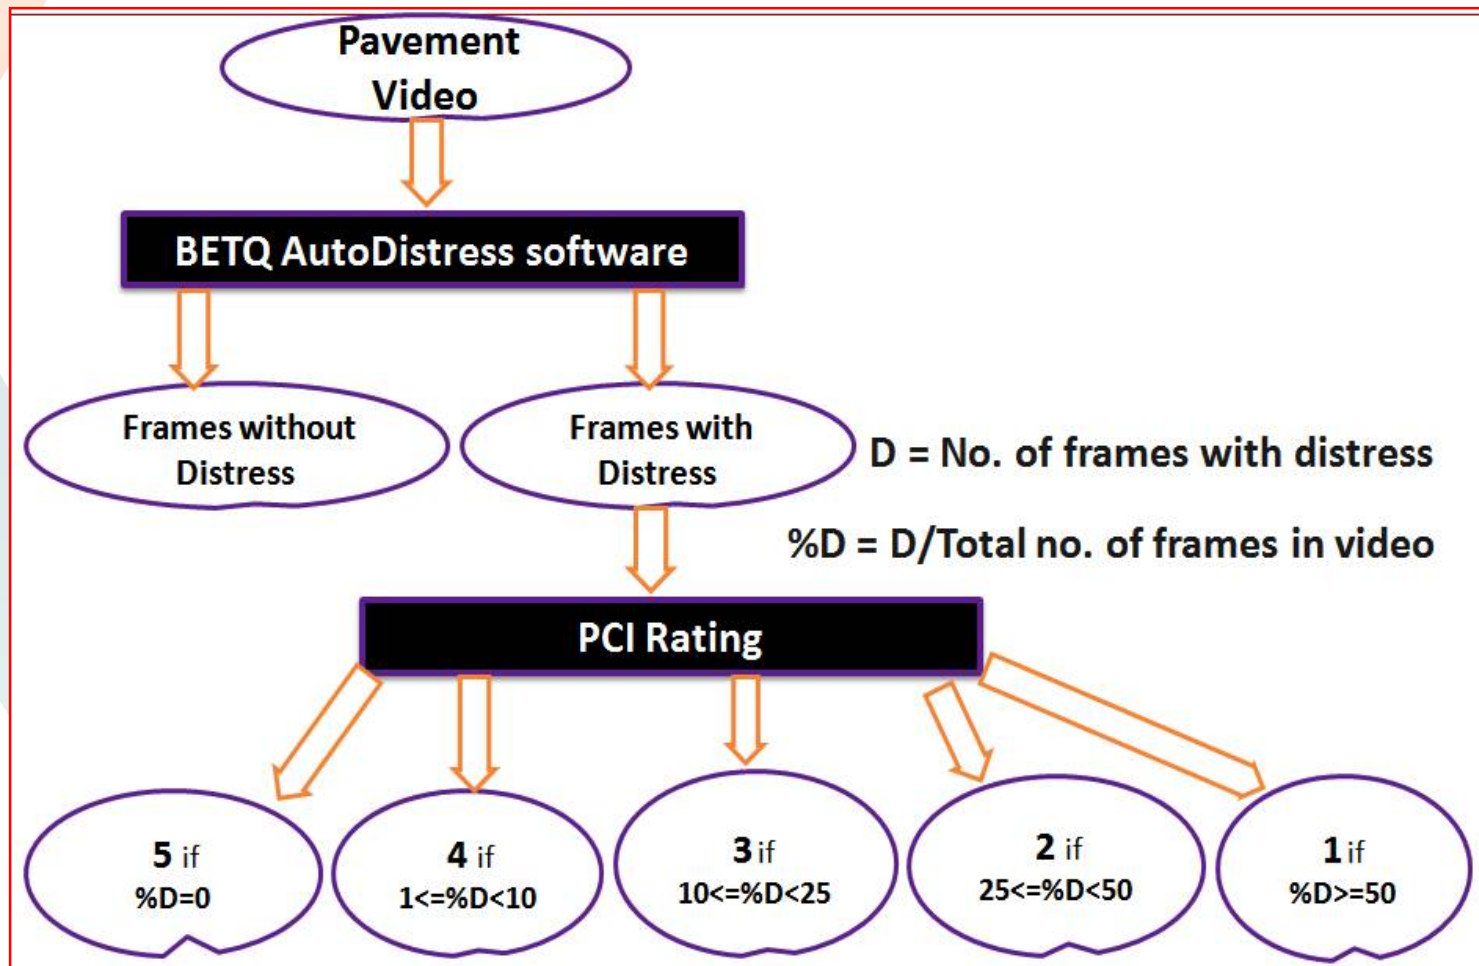 Pavement
Video
BETQ AutoDistress software
Frames without
Distress
Frames with
Distress
D = No. of frames with distress
%D = D/Total no. of frames in video
PCI Rating
5 if
%D=0
4 if
1<=%D<10
3 if
10<=%D<25
2 if
25<=%D<50
1 if
%D>=50